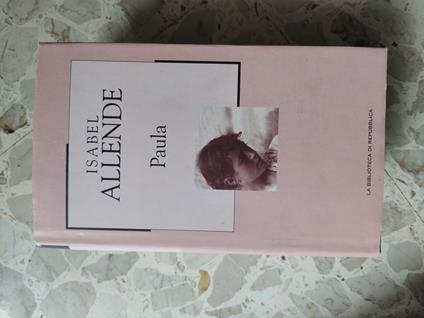 ISABEL
ALLENDE
Paula
LA BIBLIOTECA DI REPUBBLICA